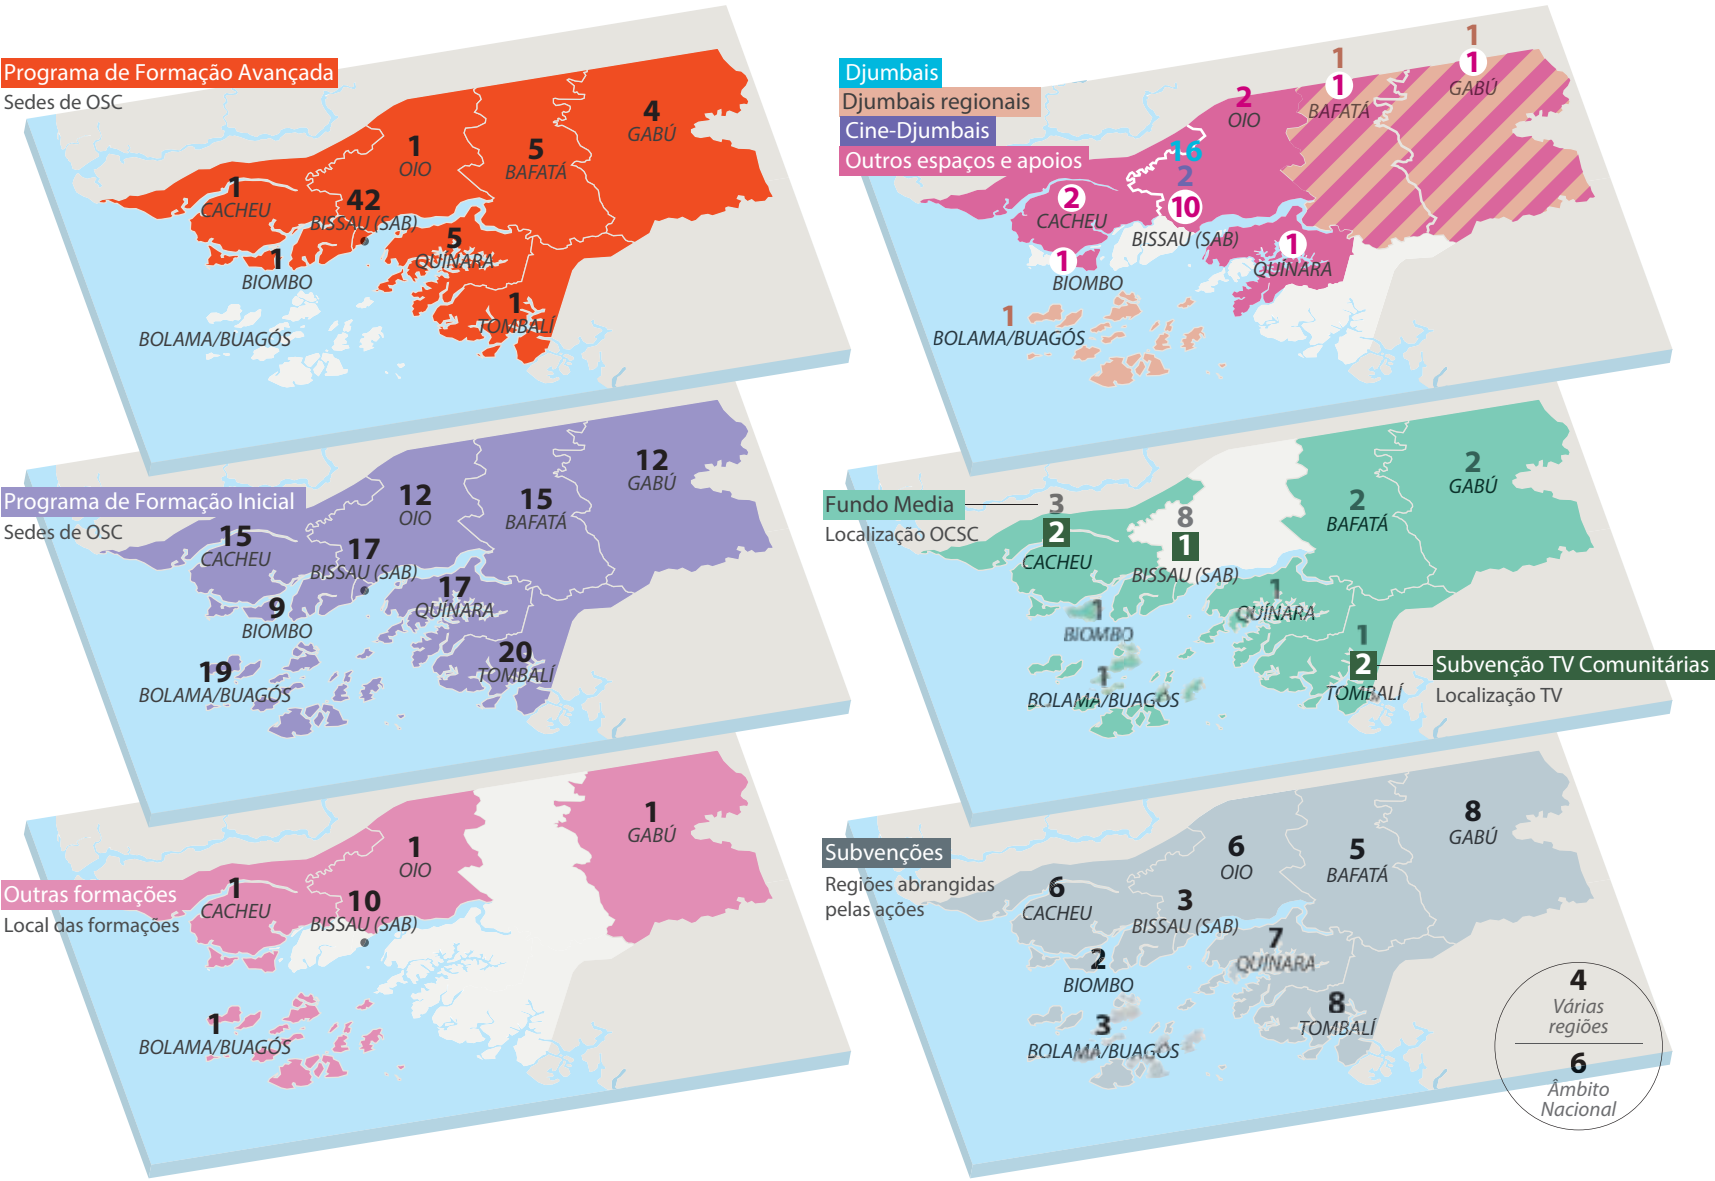 Programa de Formação Avançada
Sedes de OSC
4
GABÚ
5
BAFATÁ
1
OIO
1
CACHEU
42
BISSAU (SAB)
5
QUÍNARA
1
BIOMBO
1
TOMBALÍ
BOLAMA/BUAGÓS
Djumbais
Djumbais regionais
Cine-Djumbais
Outros espaços e apoios
1
1
GABÚ
1
1
BAFATÁ
2
OIO
16
2
10
BISSAU (SAB)
2
CACHEU
1
BIOMBO
1
QUÍNARA
1
BOLAMA/BUAGÓS
Programa de Formação Inicial
Sedes de OSC
12
GABÚ
15
BAFATÁ
12
OIO
15
CACHEU
17
BISSAU (SAB)
17
QUÍNARA
9
BIOMBO
20
TOMBALÍ
19
BOLAMA/BUAGÓS
Fundo Media
Localização OCSC
3
2
CACHEU
8
1
BISSAU (SAB)
2
BAFATÁ
2
GABÚ
1
QUÍNARA
1
BIOMBO
1
BOLAMA/BUAGÓS
1
2
TOMBALÍ
Subvenção TV Comunitárias
Localização TV
Outras formações
Local das formações
1
GABÚ
1
OIO
1
CACHEU
10
BISSAU (SAB)
1
BOLAMA/BUAGÓS
Subvenções
Regiões abrangidas
pelas ações
8
GABÚ
5
BAFATÁ
6
OIO
6
CACHEU
3
BISSAU (SAB)
7
QUÍNARA
2
BIOMBO
8
TOMBALÍ
3
BOLAMA/BUAGÓS
4
Várias
regiões
6
Âmbito
Nacional